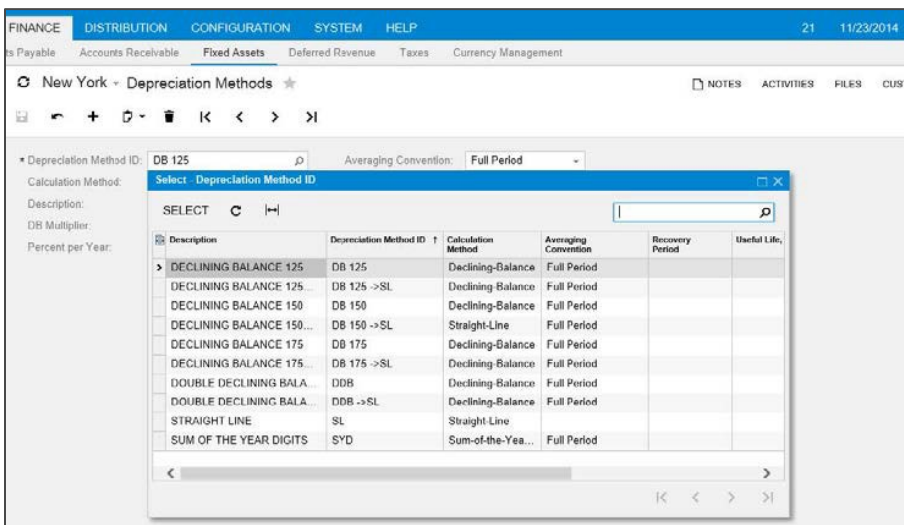 FINANCE DISTRIBUTION CONFIGURATION SYSTEM HELP 21 11/23/2014
ts Payable Accounts Receivable Fixed Assets Deferred Revenue Taxes Currency Management
New York - Depreciation Methods NOTES ACTIVITIES FILES CUS
* Depreciation Method ID: DB 125 Averaging Convention: Full Period
Calculation Method:
Description:
DB Multiplier:
Percent per Year:
Select - Depreciation Method ID
SELECT
Description Depreciation Method ID ↑ Calculation Method Averaging Convention Recovery Period Useful Life,
DECLINING BALANCE 125 DB 125 Declining-Balance Full Period
DECLINING BALANCE 125... DB 125 ->SL Declining-Balance Full Period
DECLINING BALANCE 150 DB 150 Declining-Balance Full Period
DECLINING BALANCE 150... DB 150 ->SL Straight-Line Full Period
DECLINING BALANCE 175 DB 175 Declining-Balance Full Period
DECLINING BALANCE 175... DB 175 ->SL Declining-Balance Full Period
DOUBLE DECLINING BALA... DDB Declining-Balance Full Period
DOUBLE DECLINING BALA... DDB ->SL Declining-Balance Full Period
STRAIGHT LINE SL Straight-Line
SUM OF THE YEAR DIGITS SYD Sum-of-the-Yea... Full Period